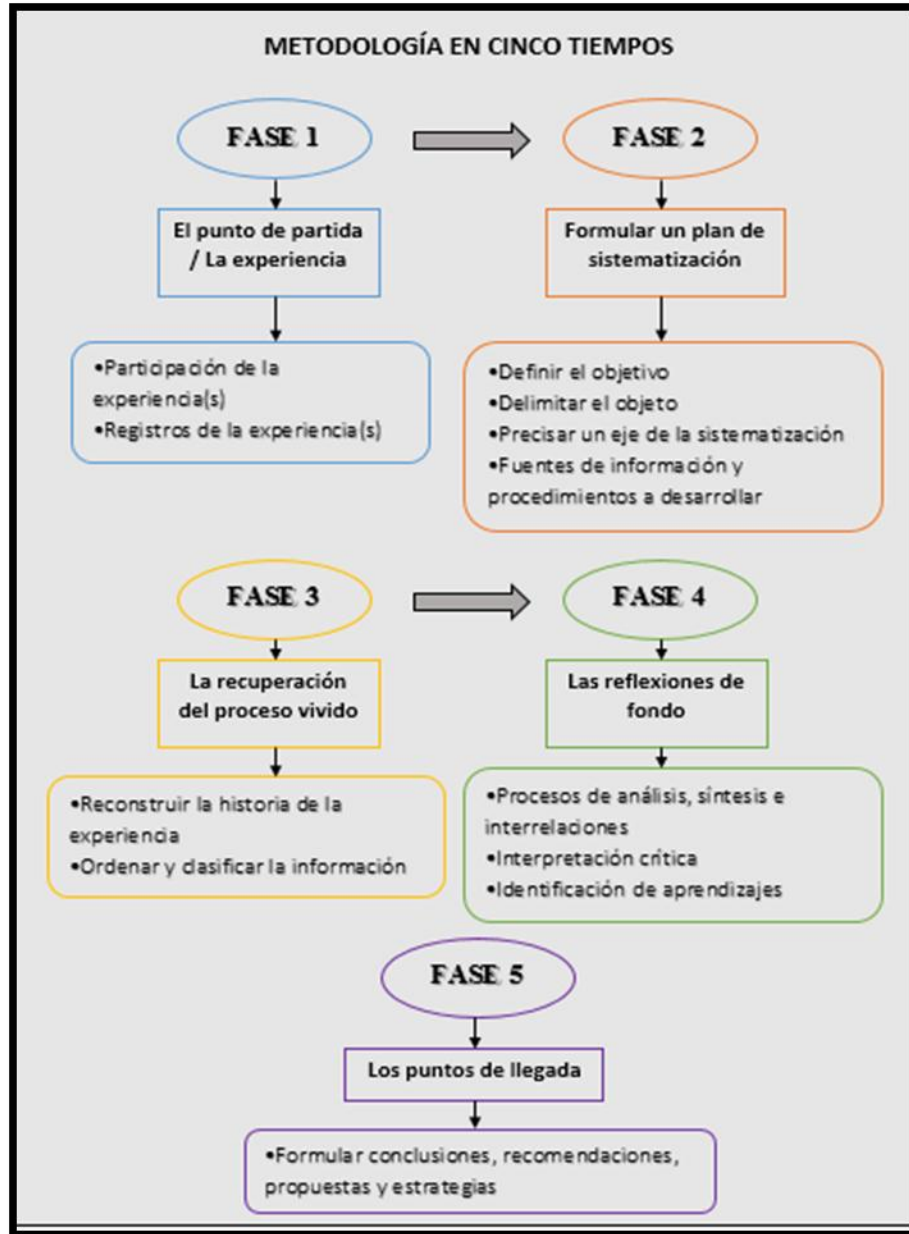 METODOLOGÍA EN CINCO TIEMPOS
FASE 1
FASE 2
El punto de partida
/ La experiencia
Formular un plan de
sistematización
•Participación de la
experiencia(s)
•Registros de la experiencia(s)
•Definir el objetivo
•Delimitar el objeto
•Precisar un eje de la sistematización
•Fuentes de información y
procedimientos a desarrollar
FASE 3
FASE 4
La recuperación
del proceso vivido
Las reflexiones de
fondo
•Reconstruir la historia de la
experiencia
•Ordenar y clasificar la información
•Procesos de análisis, síntesis e
interrelaciones
•Interpretación crítica
•Identificación de aprendizajes
FASE 5
Los puntos de llegada
•Formular conclusiones, recomendaciones,
propuestas y estrategias